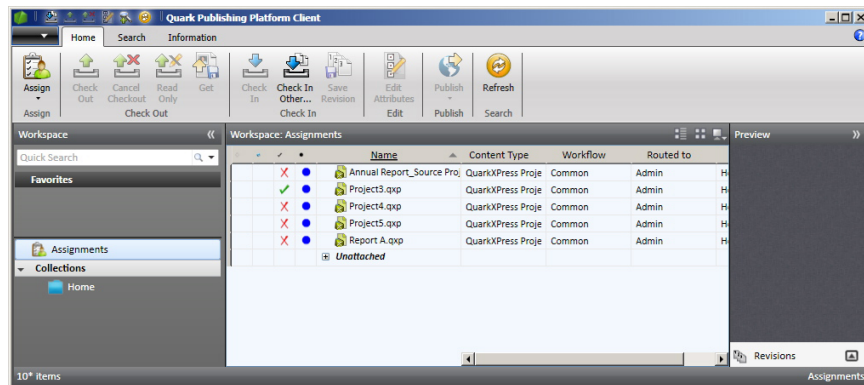 Quark Publishing Platform Client
Home Search Information
Assign Check Out Cancel Checkout Read Only Get Check In Check In Other... Save Revision Edit Attributes Publish Refresh
Assign Check Out Check In Edit Publish Search
Workspace Workspace: Assignments Preview
Quick Search Name Content Type Workflow Routed to
Favorites
Annual Report_Source Proj QuarkXPress Proje Common Admin
Project3.qxp QuarkXPress Proje Common Admin
Project4.qxp QuarkXPress Proje Common Admin
Project5.qxp QuarkXPress Proje Common Admin
Report A.qxp QuarkXPress Proje Common Admin
Assignments
Unattached
Collections
Home
Revisions
10* items Assignments